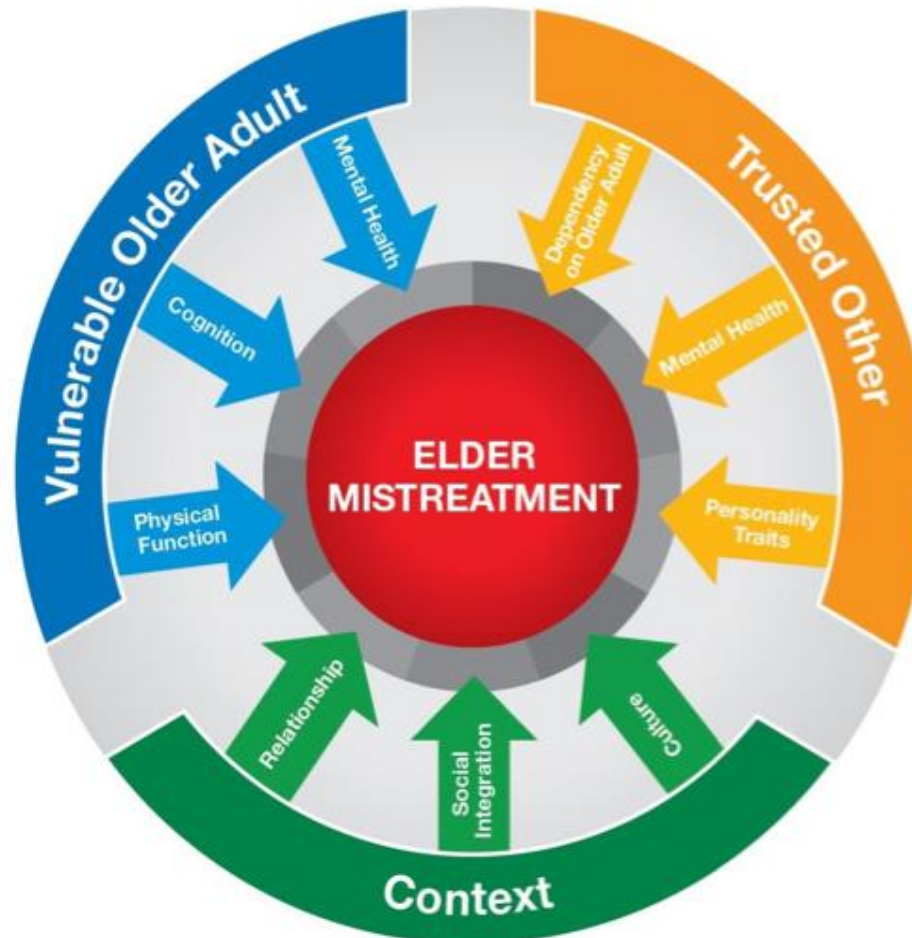 Vulnerable Older Adult
Mental Health
Cognition
Physical
Function
Trusted Other
Dependency
on Older Adult
Mental Health
Personality
Traits
ELDER
MISTREATMENT
Relationship
Social
Integration
Culture
Context